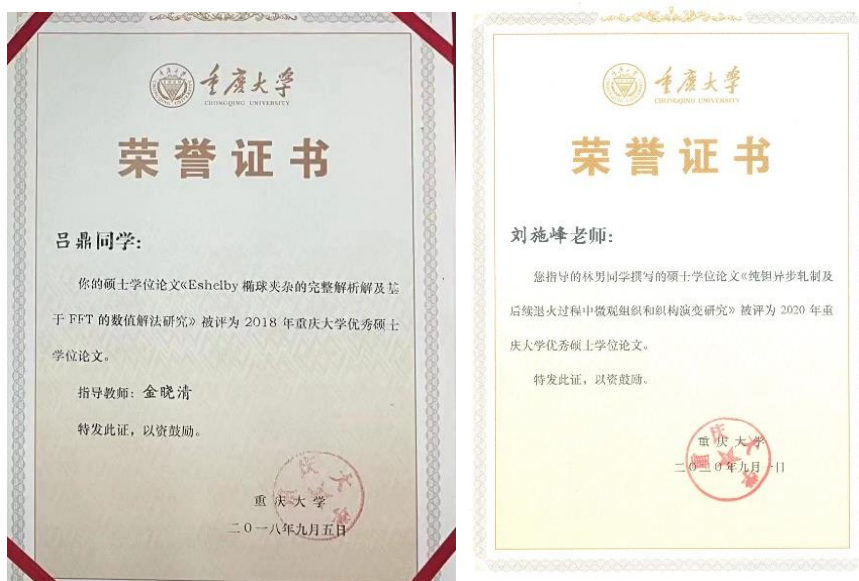 重庆大学
CHONGQING UNIVERSITY
荣誉证书
吕鼎同学:
你的硕士学位论文《Eshelby 椭球夹杂的完整解析解及基
于 FFT 的数值解法研究》被评为 2018 年重庆大学优秀硕士
学位论文。
指导教师: 金晓清
特发此证，以资鼓励。
重庆大学
二〇一八年九月五日
重庆大学
CHONGQING UNIVERSITY
荣誉证书
刘施峰老师:
您指导的林男同学撰写的硕士学位论文《纯钽异步轧制及
后续退火过程中微观组织和织构演变研究》被评为 2020 年重
庆大学优秀硕士学位论文。
特发此证，以资鼓励。
重庆大学
二〇二〇年九月一日